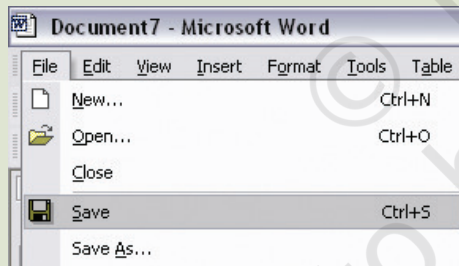 Document7 - Microsoft Word
File Edit View Insert Format Tools Table
New... Ctrl+N
Open... Ctrl+O
Close
Save Ctrl+S
Save As...